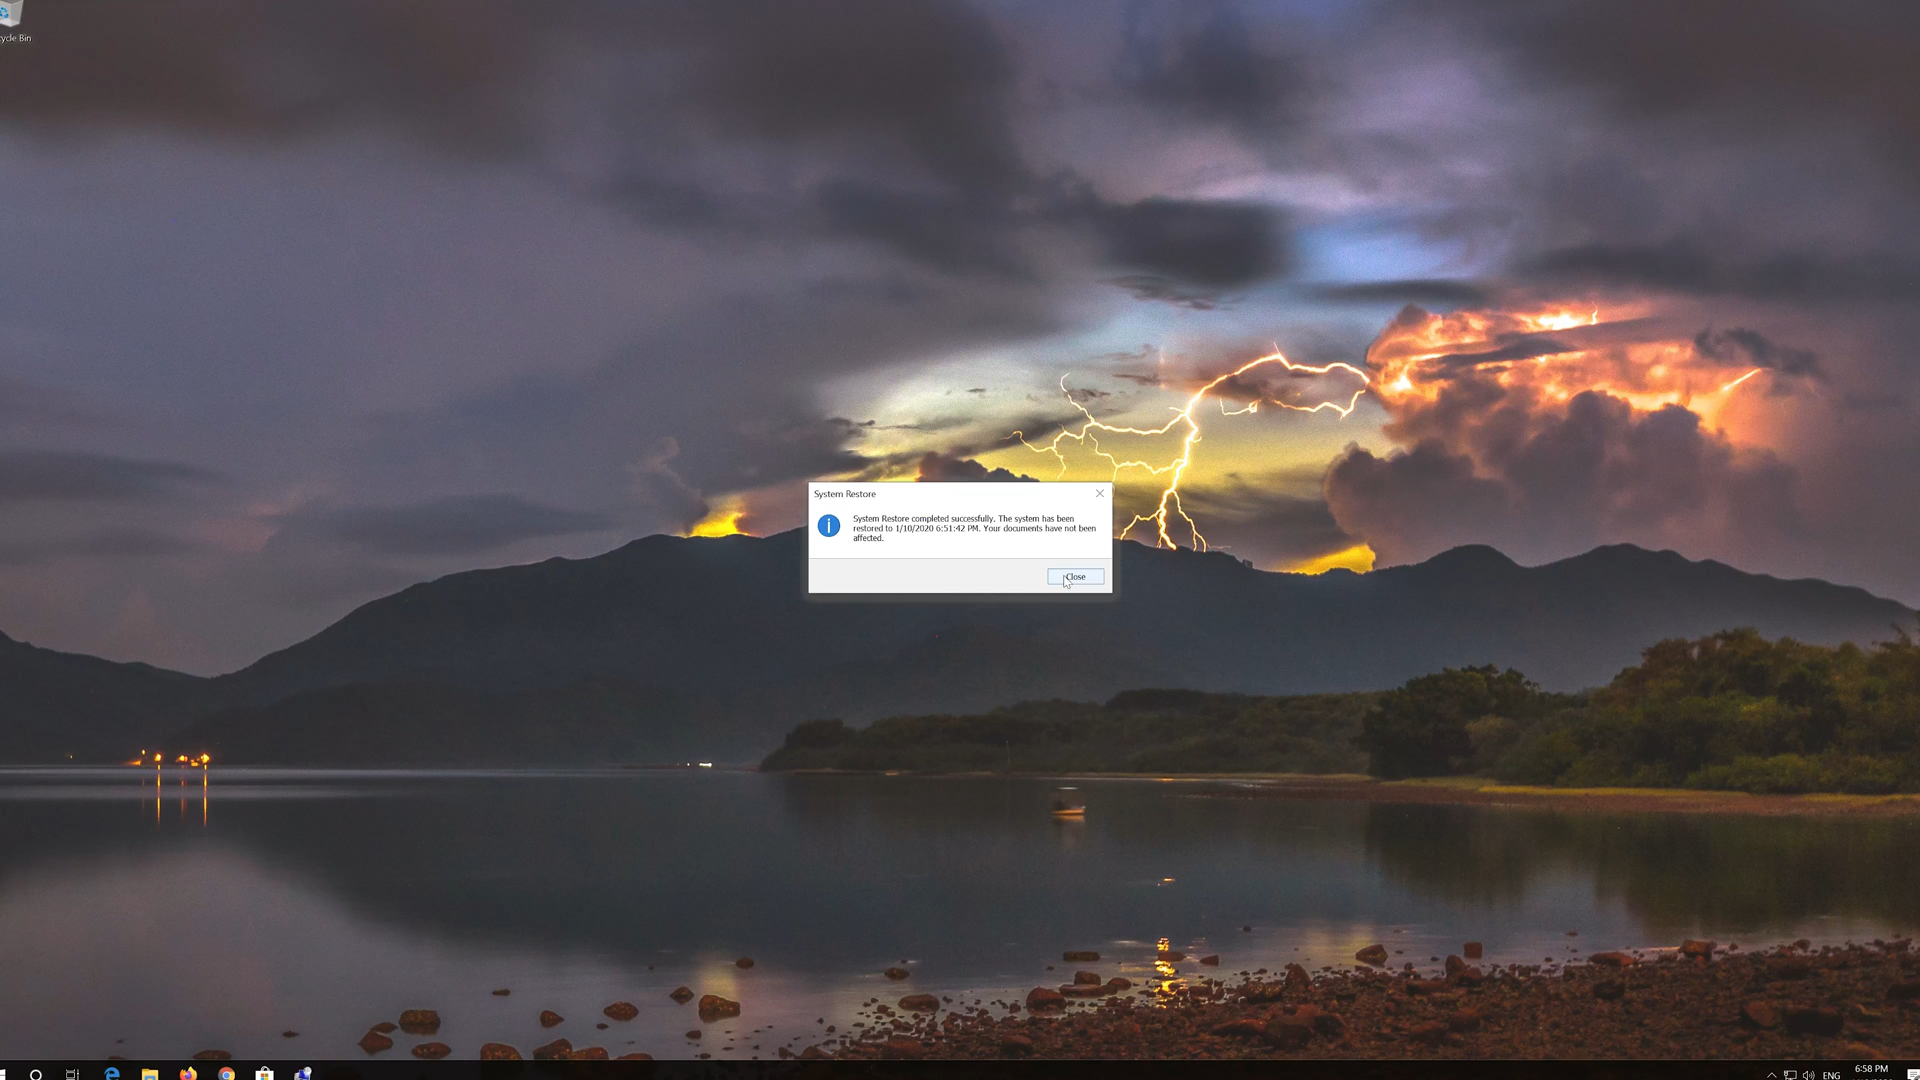 cycle Bin
System Restore
System Restore completed successfully. The system has been
restored to 1/10/2020 6:51:42 PM. Your documents have not been
affected.
Close
ENG
6:58 PM